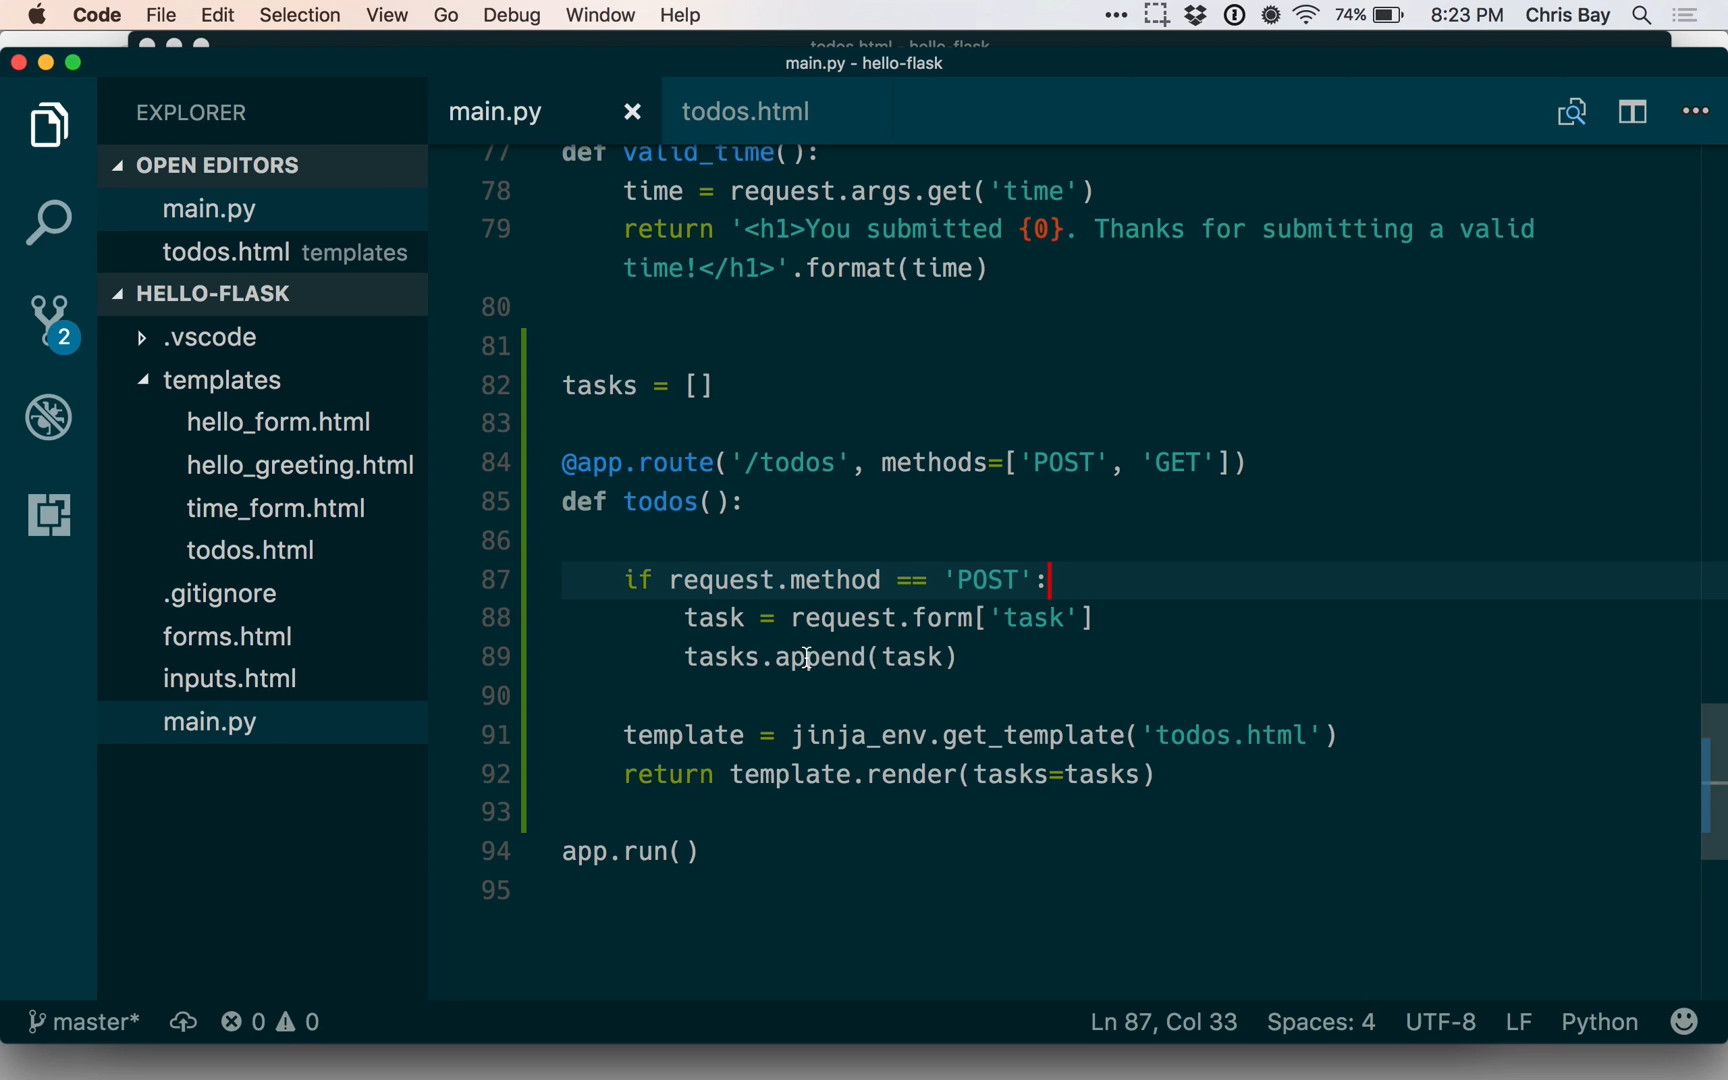 Code File Edit Selection View Go Debug Window Help 74% 8:23 PM Chris Bay
todos.html - hello-flask
main.py - hello-flask
EXPLORER
OPEN EDITORS
main.py
todos.html templates
HELLO-FLASK
.vscode
templates
hello_form.html
hello_greeting.html
time_form.html
todos.html
.gitignore
forms.html
inputs.html
main.py
2
main.py todos.html
77 def valid_time():
78 time = request.args.get('time')
79 return '<h1>You submitted {0}. Thanks for submitting a valid
time!</h1>'.format(time)
80
81
82 tasks = []
83
84 @app.route('/todos', methods=['POST', 'GET'])
85 def todos():
86
87 if request.method == 'POST':
88 task = request.form['task']
89 tasks.append(task)
90
91 template = jinja_env.get_template('todos.html')
92 return template.render(tasks=tasks)
93
94 app.run()
95
master* 0 0 Ln 87, Col 33 Spaces: 4 UTF-8 LF Python